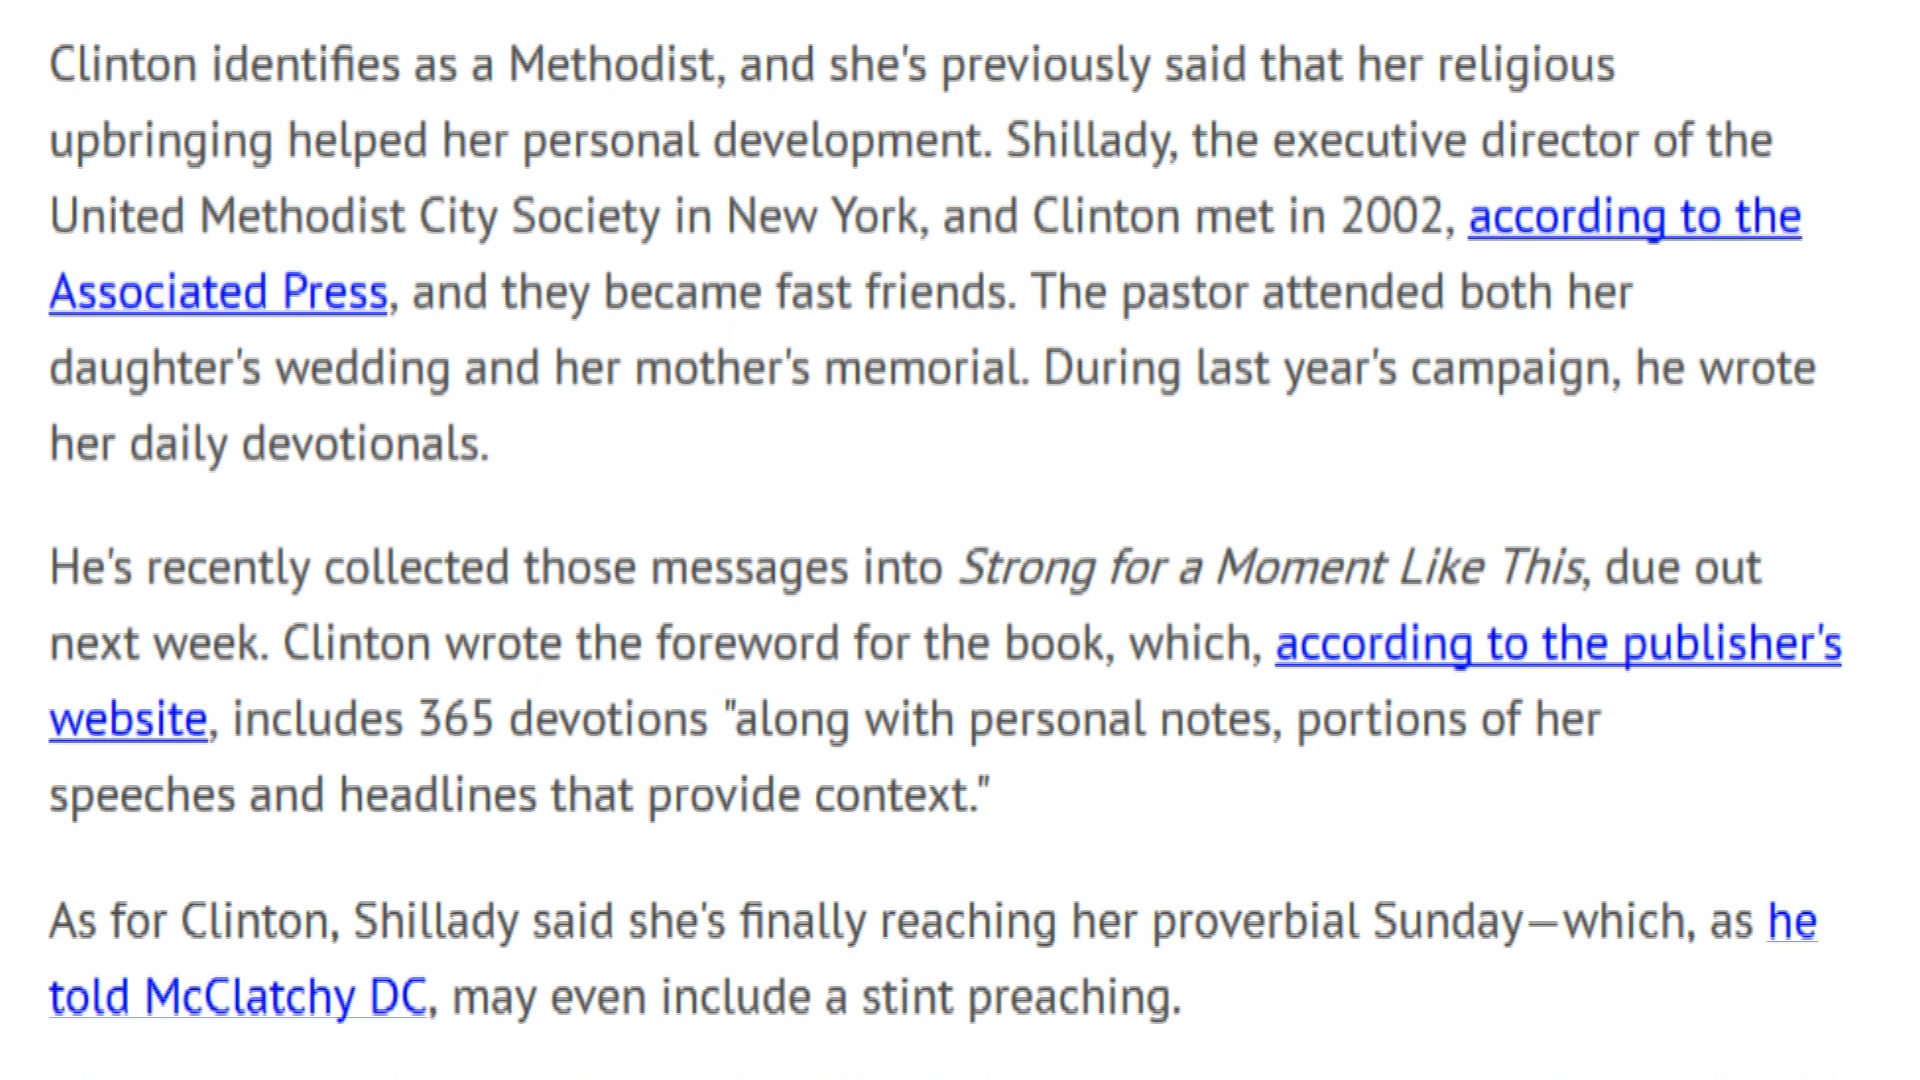 Clinton identifies as a Methodist, and she's previously said that her religious
upbringing helped her personal development. Shillady, the executive director of the
United Methodist City Society in New York, and Clinton met in 2002, according to the
Associated Press, and they became fast friends. The pastor attended both her
daughter's wedding and her mother's memorial. During last year's campaign, he wrote
her daily devotionals.
He's recently collected those messages into Strong for a Moment Like This, due out
next week. Clinton wrote the foreword for the book, which, according to the publisher's
website, includes 365 devotions "along with personal notes, portions of her
speeches and headlines that provide context."
As for Clinton, Shillady said she's finally reaching her proverbial Sunday—which, as he
told McClatchy DC, may even include a stint preaching.